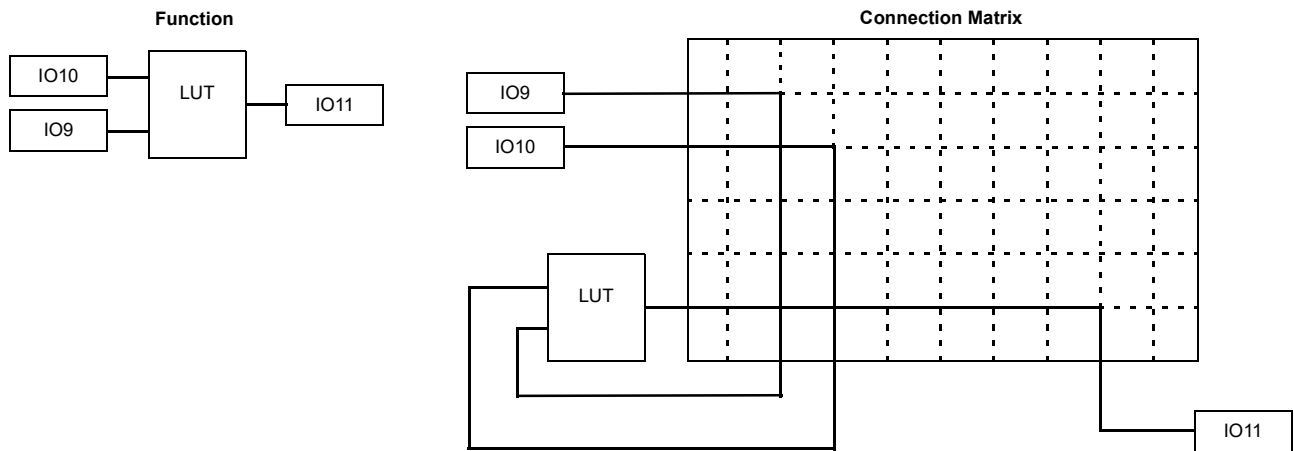 Function
IO10
LUT
IO11
IO9
Connection Matrix
IO9
IO10
LUT
IO11